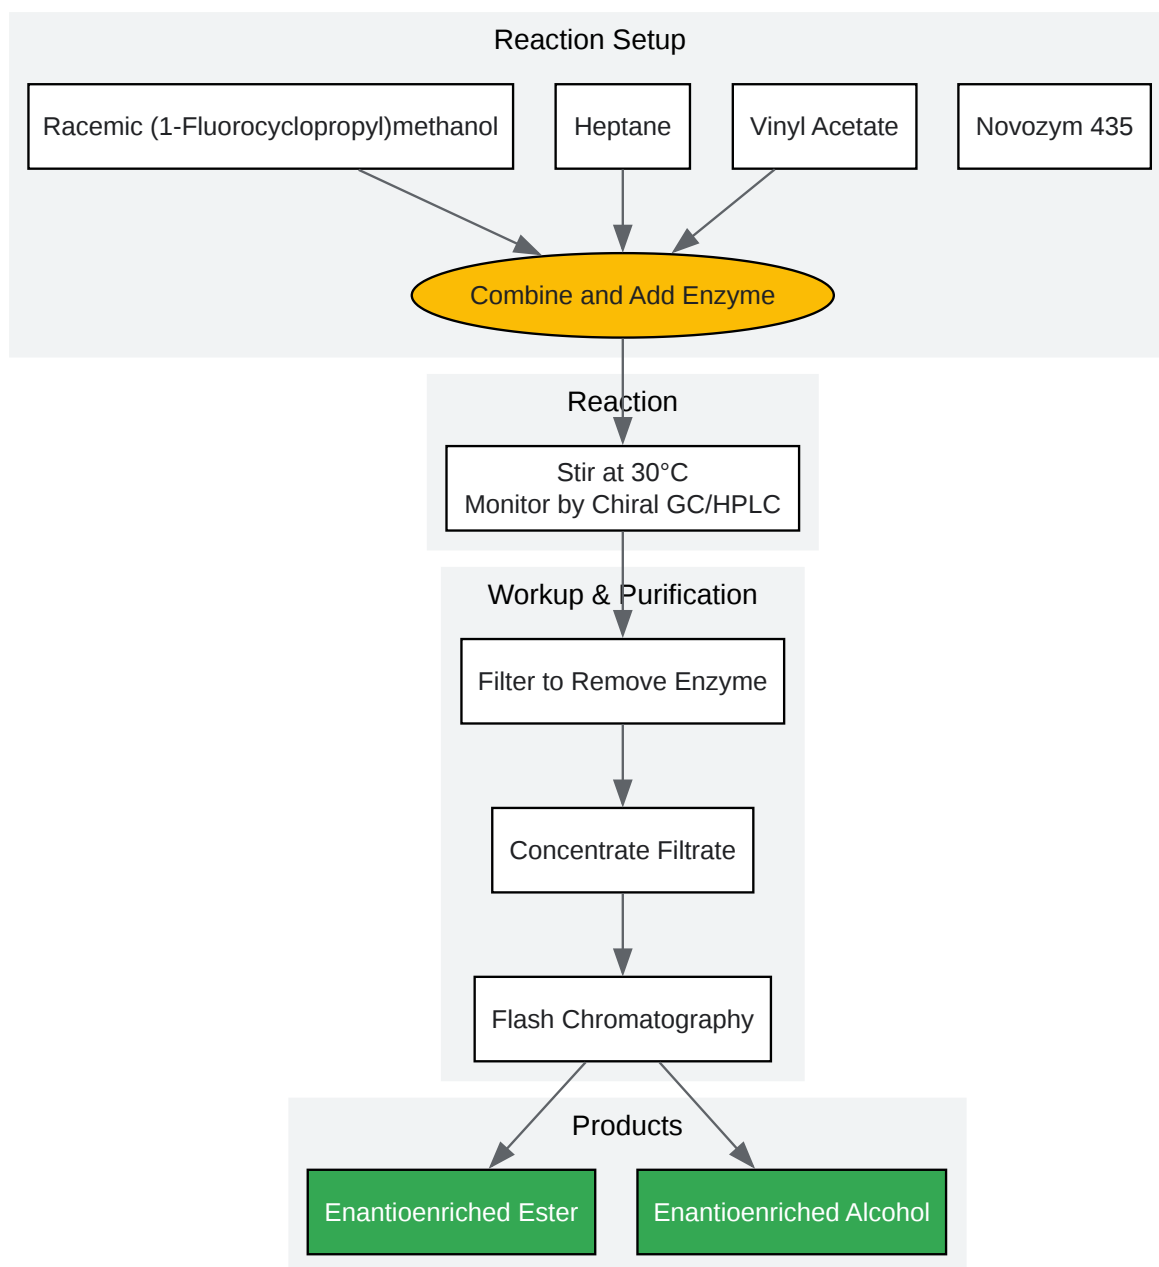 Reaction Setup
Racemic (1-Fluorocyclopropyl)methanol
Heptane
Vinyl Acetate
Novozym 435
Combine and Add Enzyme
Reaction
Stir at 30°C
Monitor by Chiral GC/HPLC
Workup & Purification
Filter to Remove Enzyme
Concentrate Filtrate
Flash Chromatography
Products
Enantioenriched Ester
Enantioenriched Alcohol